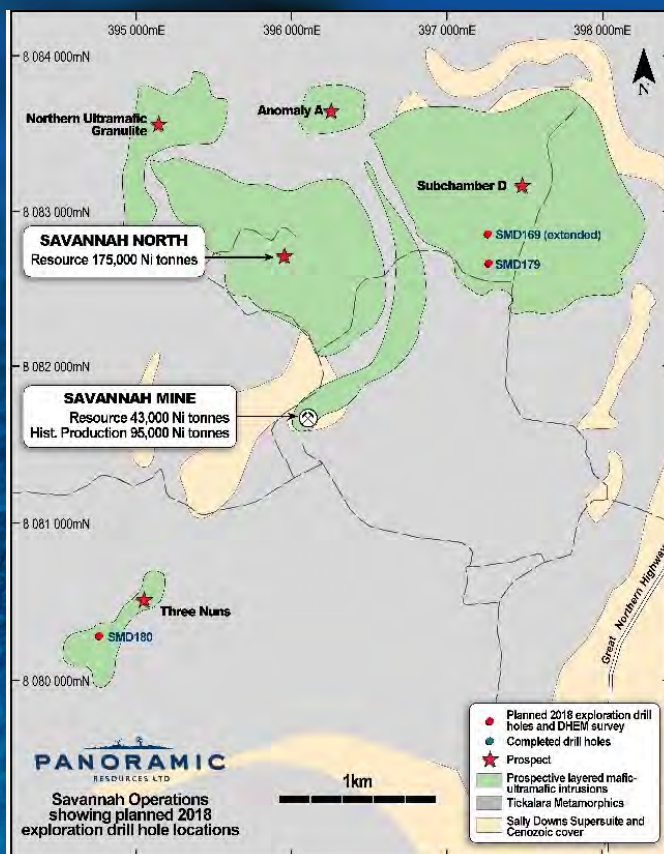 395 000mE 396 000mE 397 000mE 398 000mE
8 084 000mN
N
Northern Ultramafic
Granulite
Anomaly A
Subchamber D
8 083 000mN
SMD169 (extended)
SAVANNAH NORTH
Resource 175,000 Ni tonnes
SMD179
8 082 000mN
SAVANNAH MINE
Resource 43,000 Ni tonnes
Hist. Production 95,000 Ni tonnes
8 081 000mN
Great Northern Highway
Three Nuns
SMD180
8 080 000mN
Planned 2018 exploration drill
holes and DHEM survey
Completed drill holes
Prospect
Prospective layered mafic-
ultramafic intrusions
Tickalara Metamorphics
Sally Downs Supersuite and
Cenozoic cover
PANORAMIC
RESOURCES LTD
1km
Savannah Operations
showing planned 2018
exploration drill hole locations